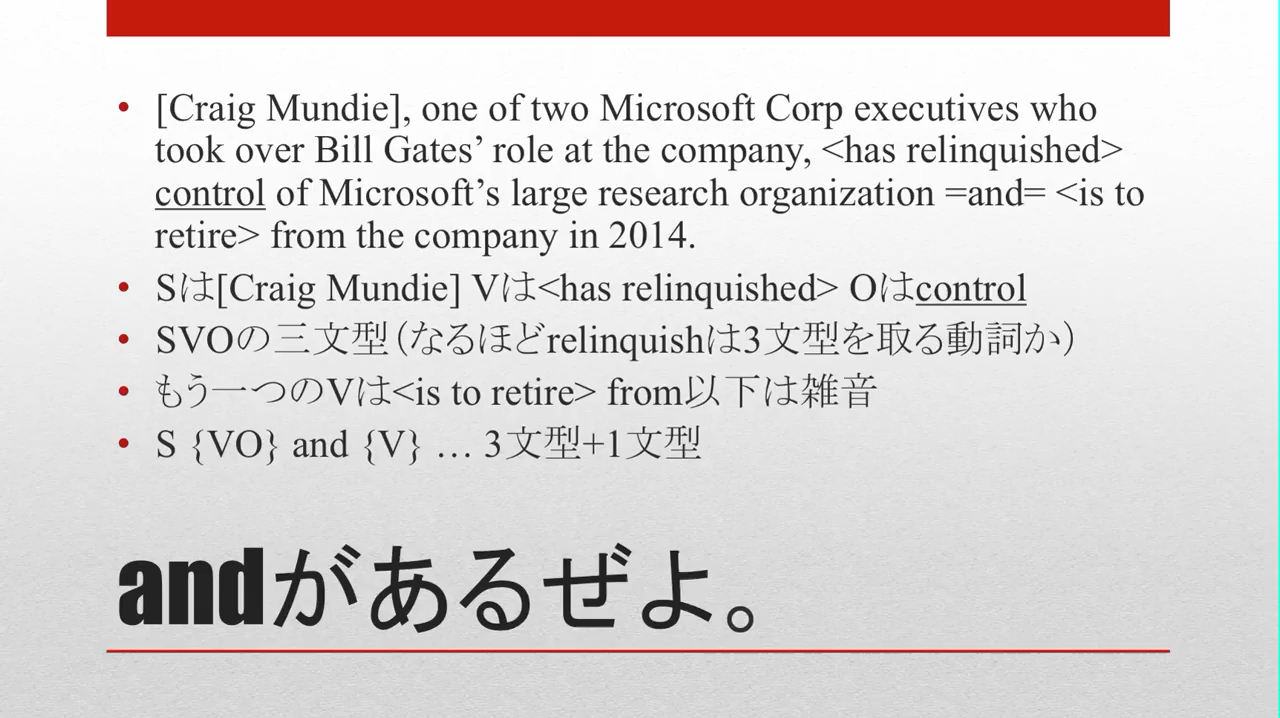 • [Craig Mundie], one of two Microsoft Corp executives who
took over Bill Gates’ role at the company, <has relinquished>
control of Microsoft’s large research organization =and= <is to
retire> from the company in 2014.
• Sは[Craig Mundie] Vは<has relinquished> Oはcontrol
• SVOの三文型（なるほどrelinquishは3文型を取る動詞か）
• もう一つのVは<is to retire> from以下は雑音
• S {VO} and {V} … 3文型+1文型
andがあるぜよ。